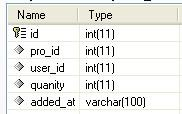 Name Type
id int(11)
pro_id int(11)
user_id int(11)
quanity int(11)
added_at varchar(100)